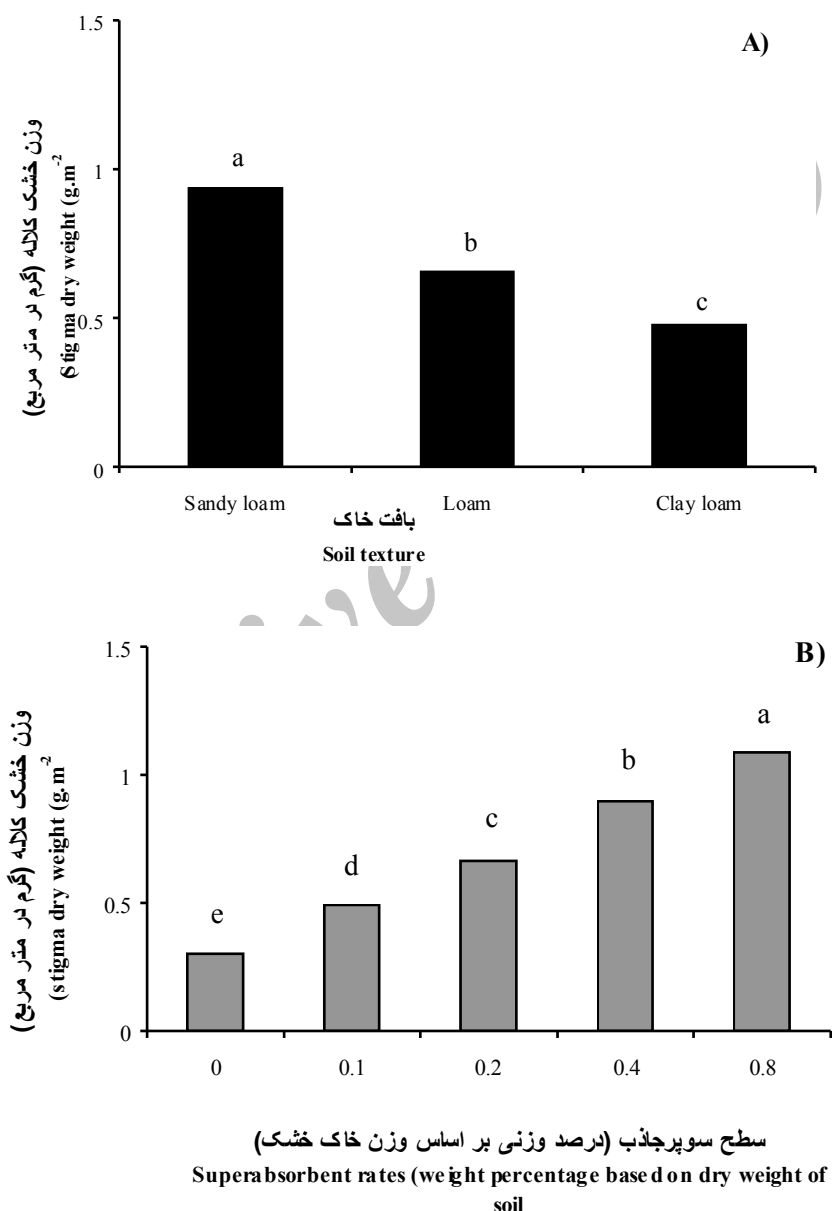 A)
1.5
1
0.5
0
وزن خشک کلاله (گرم در متر مربع)
(Stigma dry weight (g.m-2
a
b
c
Sandy loam
Loam
Clay loam
بافت خاک
Soil texture
B)
1.5
1
0.5
0
وزن خشک کلاله (گرم در متر مربع)
(stigma dry weight (g.m-2
e
d
c
b
a
0
0.1
0.2
0.4
0.8
سطح سوپرجاذب (درصد وزنی بر اساس وزن خاک خشک)
Superabsorbent rates (weight percentage based on dry weight of
soil